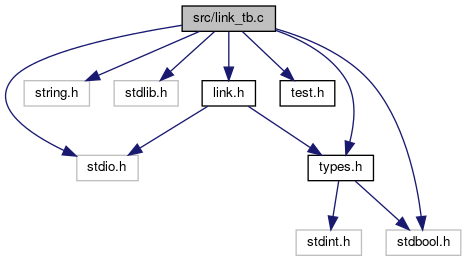 src/link_tb.c
string.h
stdlib.h
link.h
test.h
stdio.h
types.h
stdint.h
stdbool.h